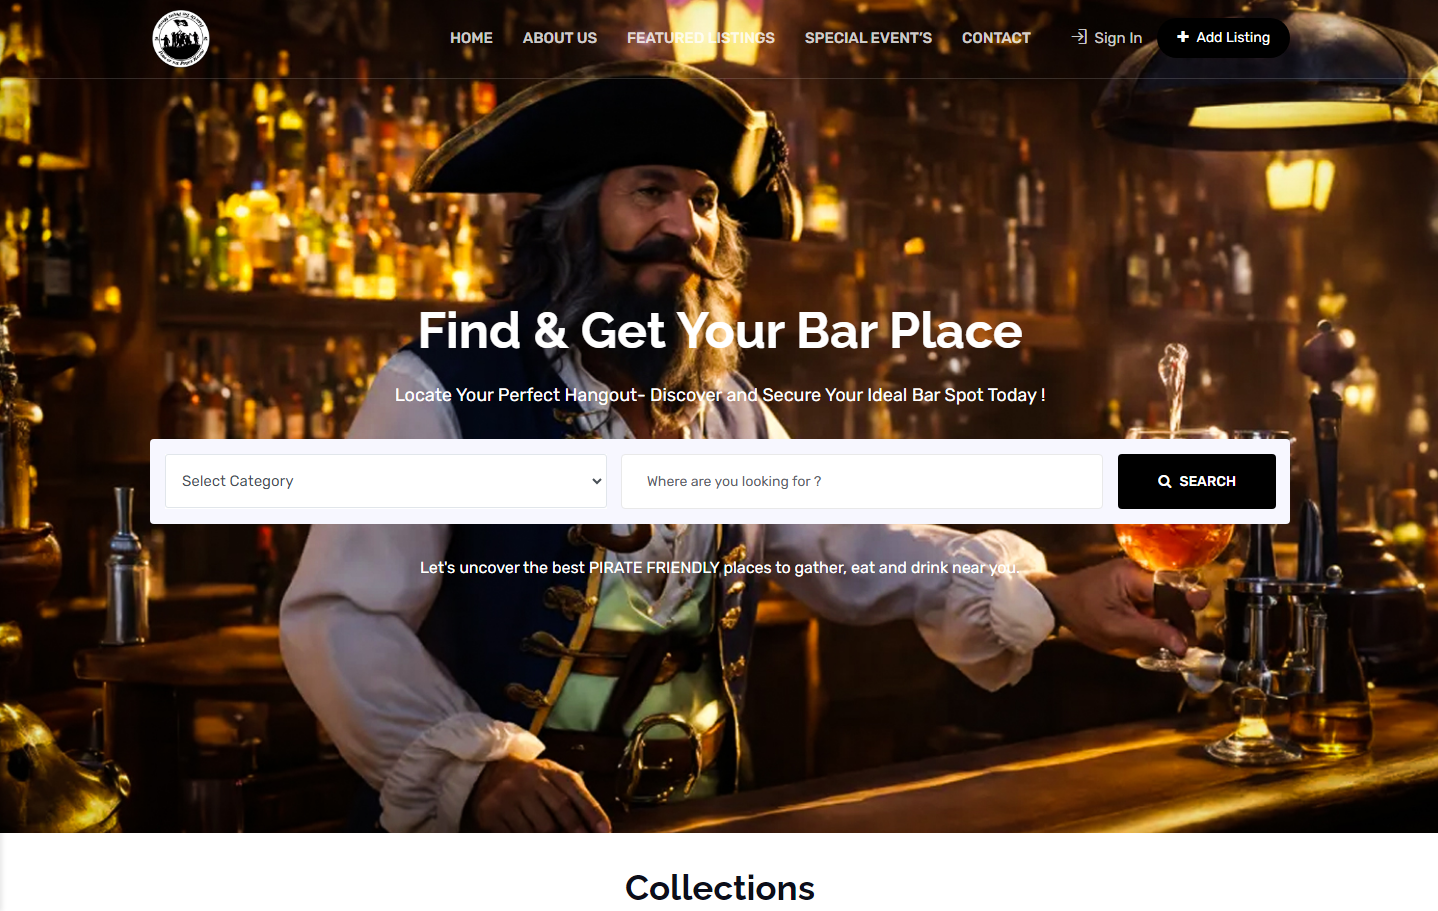 HOME ABOUT US FEATURED LISTINGS SPECIAL EVENT'S CONTACT Sign In Add Listing
Find & Get Your Bar Place
Locate Your Perfect Hangout- Discover and Secure Your Ideal Bar Spot Today !
Select Category Where are you looking for ? SEARCH
Let's uncover the best PIRATE FRIENDLY places to gather, eat and drink near you.
Collections